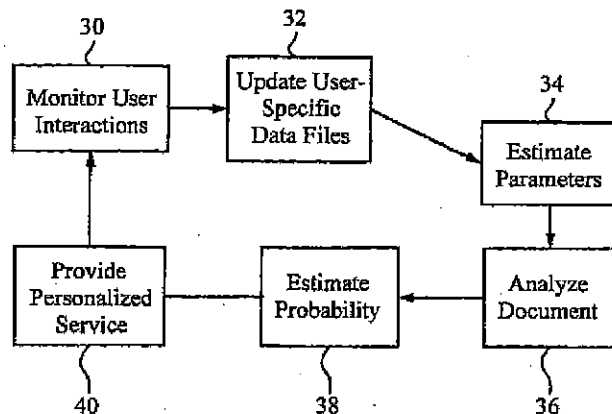 30
32
34
Monitor User
Interactions
Update User-
Specific
Data Files
Estimate
Parameters
Provide
Personalized
Service
Estimate
Probability
Analyze
Document
40
38
36